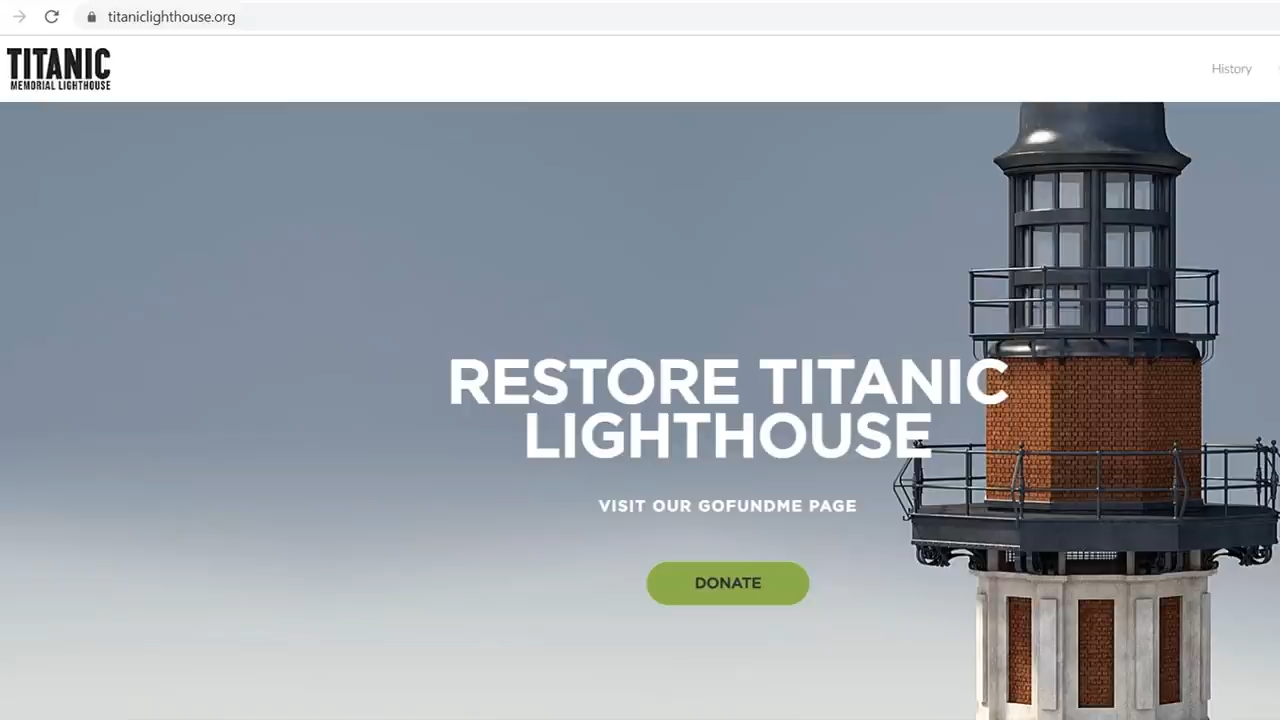 titaniclighthouse.org
TITANIC
MEMORIAL LIGHTHOUSE
History
RESTORE TITANIC
LIGHTHOUSE
VISIT OUR GOFUNDME PAGE
DONATE